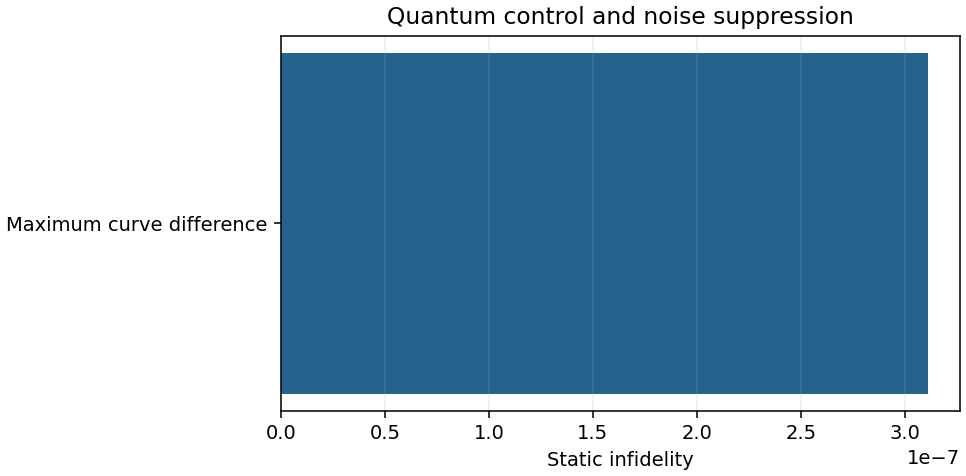 Quantum control and noise suppression
Maximum curve difference
0.0 0.5 1.0 1.5 2.0 2.5 3.0
1e−7
Static infidelity